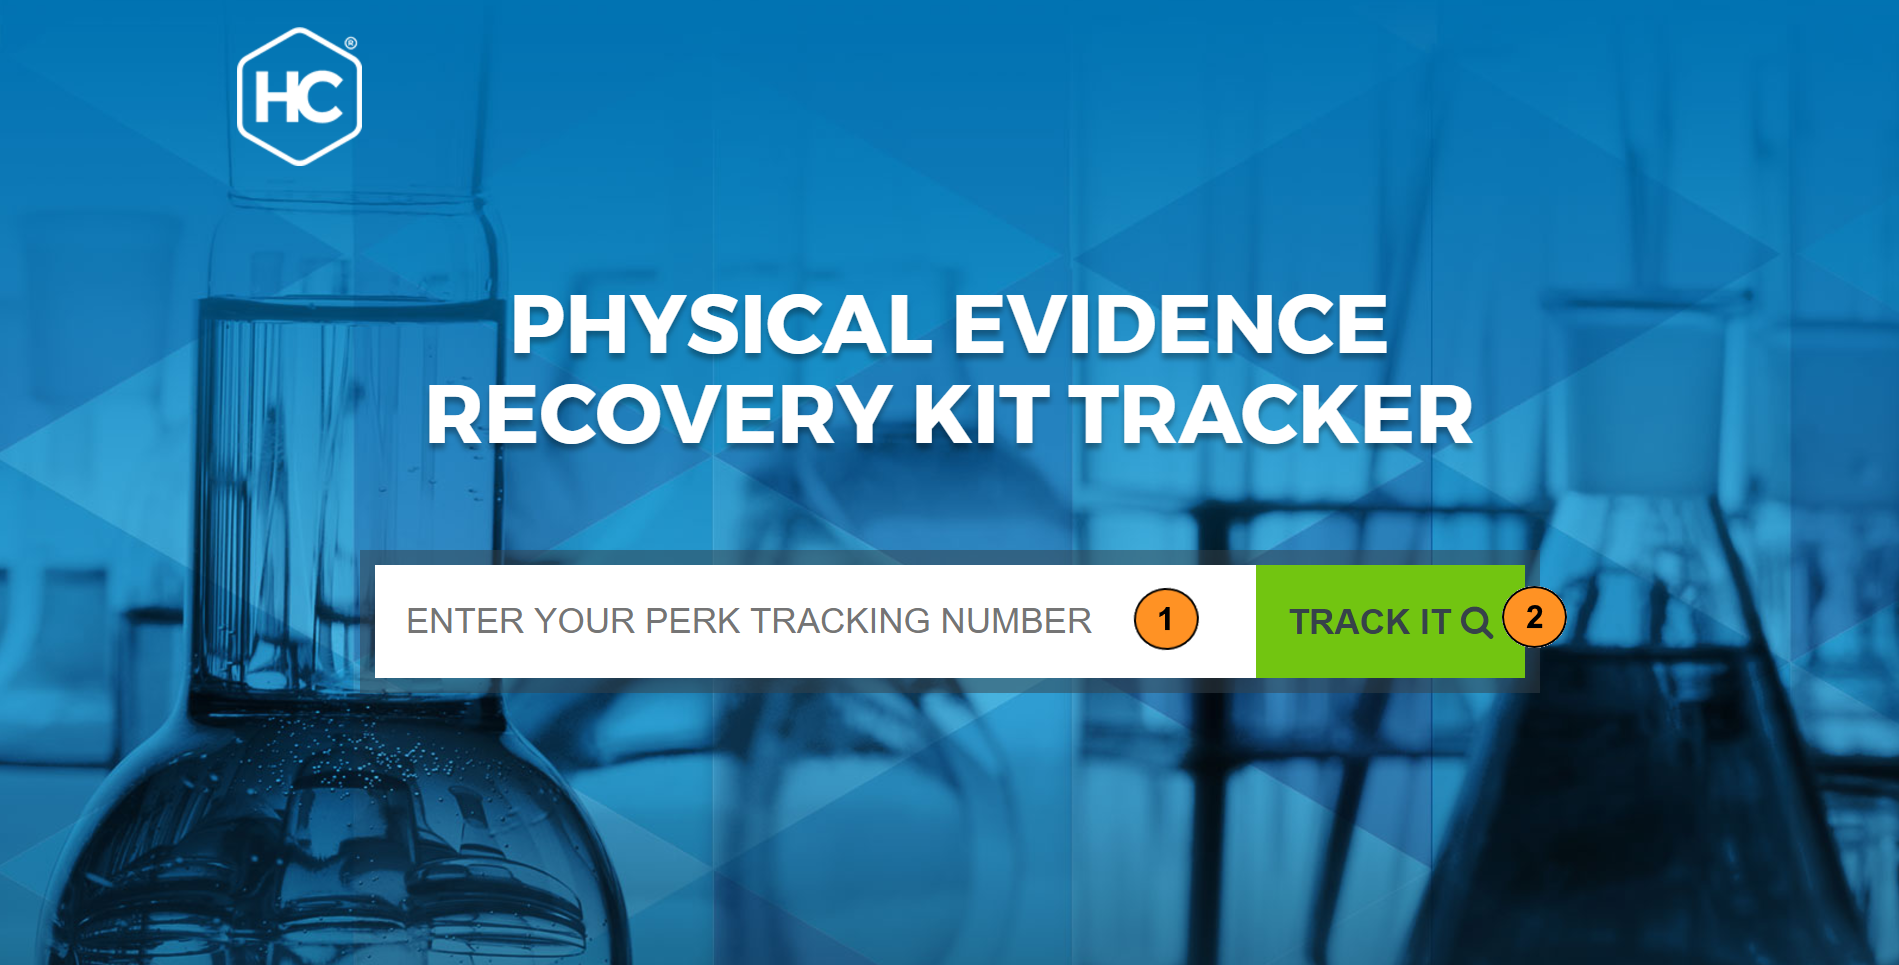 HC®
PHYSICAL EVIDENCE
RECOVERY KIT TRACKER
ENTER YOUR PERK TRACKING NUMBER 1 TRACK IT 2